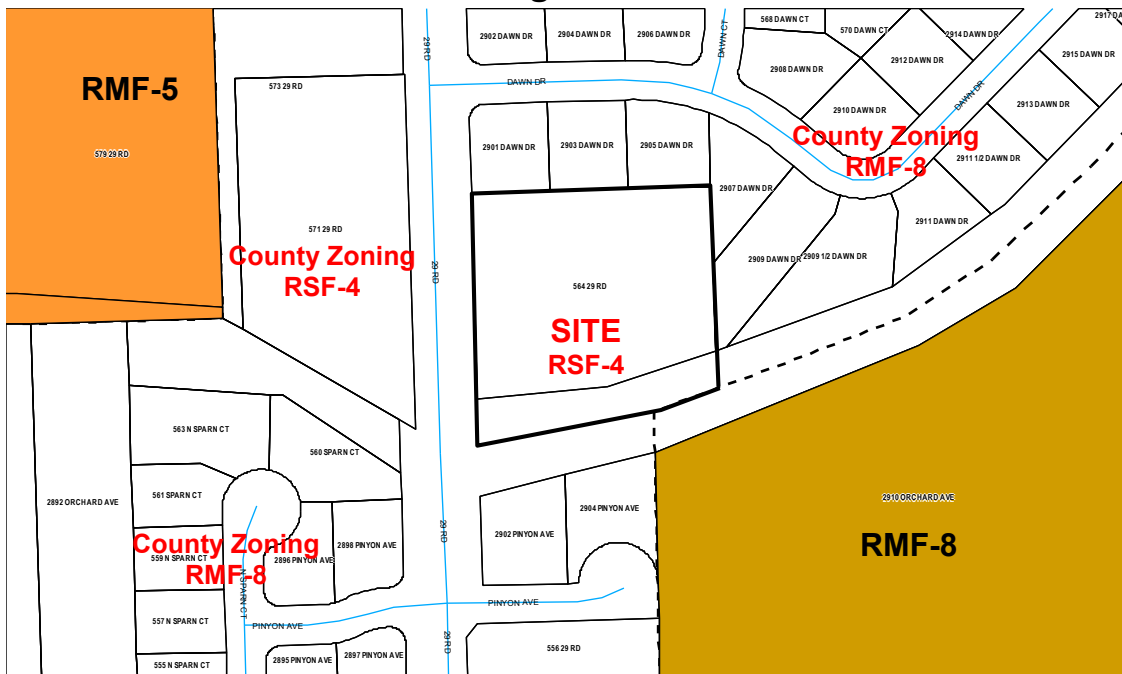 29 RD
2902 DAWN DR
2904 DAWN DR
2906 DAWN DR
DAWN CT
568 DAWN CT
570 DAWN CT
2914 DAWN DR
2917 DA
2915 DAWN DR
2908 DAWN DR
2912 DAWN DR
2910 DAWN DR
DAWN DR
2913 DAWN DR
RMF-5
579 29 RD
573 29 RD
DAWN DR
2901 DAWN DR
2903 DAWN DR
2905 DAWN DR
County Zoning
RMF-8
2911 1/2 DAWN DR
2907 DAWN DR
2911 DAWN DR
2909 DAWN DR
2909 1/2 DAWN DR
571 29 RD
County Zoning
RSF-4
29 RD
564 29 RD
SITE
RSF-4
563 N SPARN CT
560 SPARN CT
2892 ORCHARD AVE
561 SPARN CT
County Zoning
RMF-8
559 N SPARN CT
2896 PINYON AVE
2898 PINYON AVE
N SPARN CT
29 RD
2902 PINYON AVE
2904 PINYON AVE
2910 ORCHARD AVE
RMF-8
PINYON AVE
PINYON AVE
557 N SPARN CT
555 N SPARN CT
2895 PINYON AVE
2897 PINYON AVE
29 RD
556 29 RD